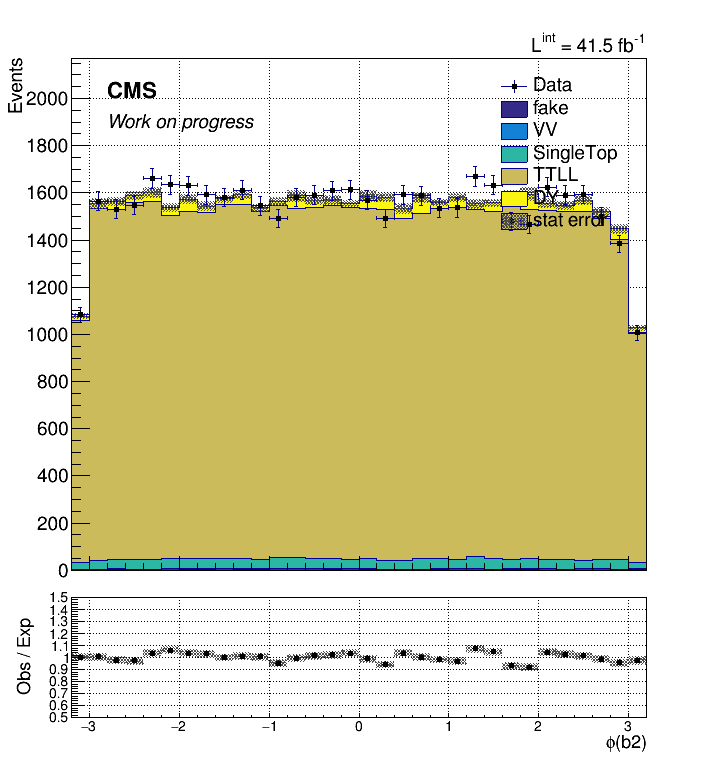 L^int = 41.5 fb^-1
Events
CMS
Work on progress
Data
fake
VV
SingleTop
TTLL
DY
stat error
2000
1800
1600
1400
1200
1000
800
600
400
200
0
Obs / Exp
1.5
1.4
1.3
1.2
1.1
1
0.9
0.8
0.7
0.6
0.5
−3
−2
−1
0
1
2
3
ϕ(b2)